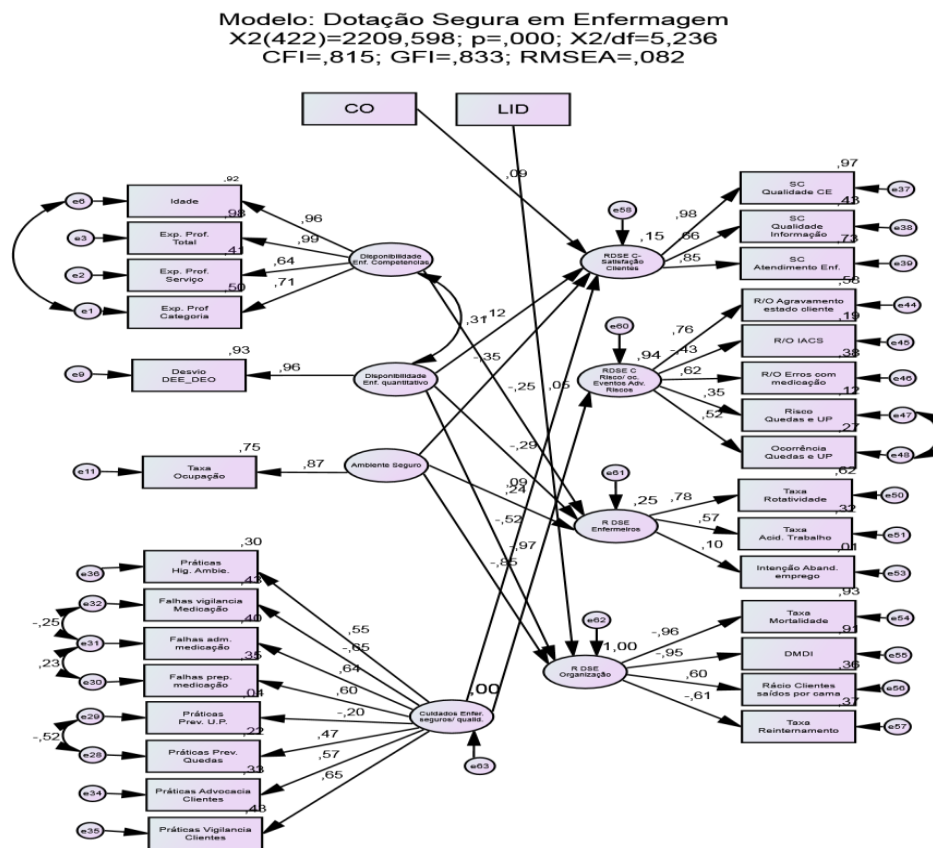 Modelo: Dotação Segura em Enfermagem
X2(422)=2209,598; p=,000; X2/df=5,236
CFI=,815; GFI=,833; RMSEA=,082
CO
LID
,09
,92
e6
Idade
,96
,98
e3
Exp. Prof.
Total
,99
,41
e2
Exp. Prof.
Serviço
,64
,50
e1
Exp. Prof
Categoria
,71
Disponibilidade
Enf. Competencias
,31
,93
e9
Desvio
DEE_DEO
,96
Disponibilidade
Enf. quantitativo
,75
e11
Taxa
Ocupação
,87
Ambiente Seguro
,30
e36
Práticas
Hig. Ambie.
,55
,43
e32
Falhas vigilancia
Medicação
-,65
-,25
,40
e31
Falhas adm.
medicação
,64
,23
,35
e30
Falhas prep.
medicação
,60
,04
e29
Práticas
Prev. U.P.
-,20
-,52
,22
e28
Práticas Prev.
Quedas
,47
,33
e34
Práticas Advocacia
Clientes
,57
,43
e35
Práticas Vigilancia
Clientes
,65
,00
Cuidados Enfer.
seguros/ qualid.
e63
-,12
-,35
-,25
,05
-,29
,09
,24
-,52
-,97
-,85
e58
,15
RDSE C-
Satisfação
Clientes
,97
,98
SC
Qualidade CE
e37
,43
,66
SC
Qualidade
Informação
e38
,73
,85
SC
Atendimento Enf.
e39
e60
,94
RDSE C
Risco/ oc.
Eventos Adv.
Riscos
,58
,76
R/O Agravamento
estado cliente
e44
,19
-,43
R/O IACS
e45
,38
,62
R/O Erros com
medicação
e46
,12
,35
Risco
Quedas e UP
e47
,27
,52
Ocorrência
Quedas e UP
e48
e61
,25
R DSE
Enfermeiros
,62
,78
Taxa
Rotatividade
e50
,32
,57
Taxa
Acid. Trabalho
e51
,01
,10
Intenção Aband.
emprego
e53
e62
1,00
R DSE
Organização
,93
-,96
Taxa
Mortalidade
e54
,91
-,95
DMDI
e55
,36
,60
Rácio Clientes
saídos por cama
e56
,37
-,61
Taxa
Reinternamento
e57